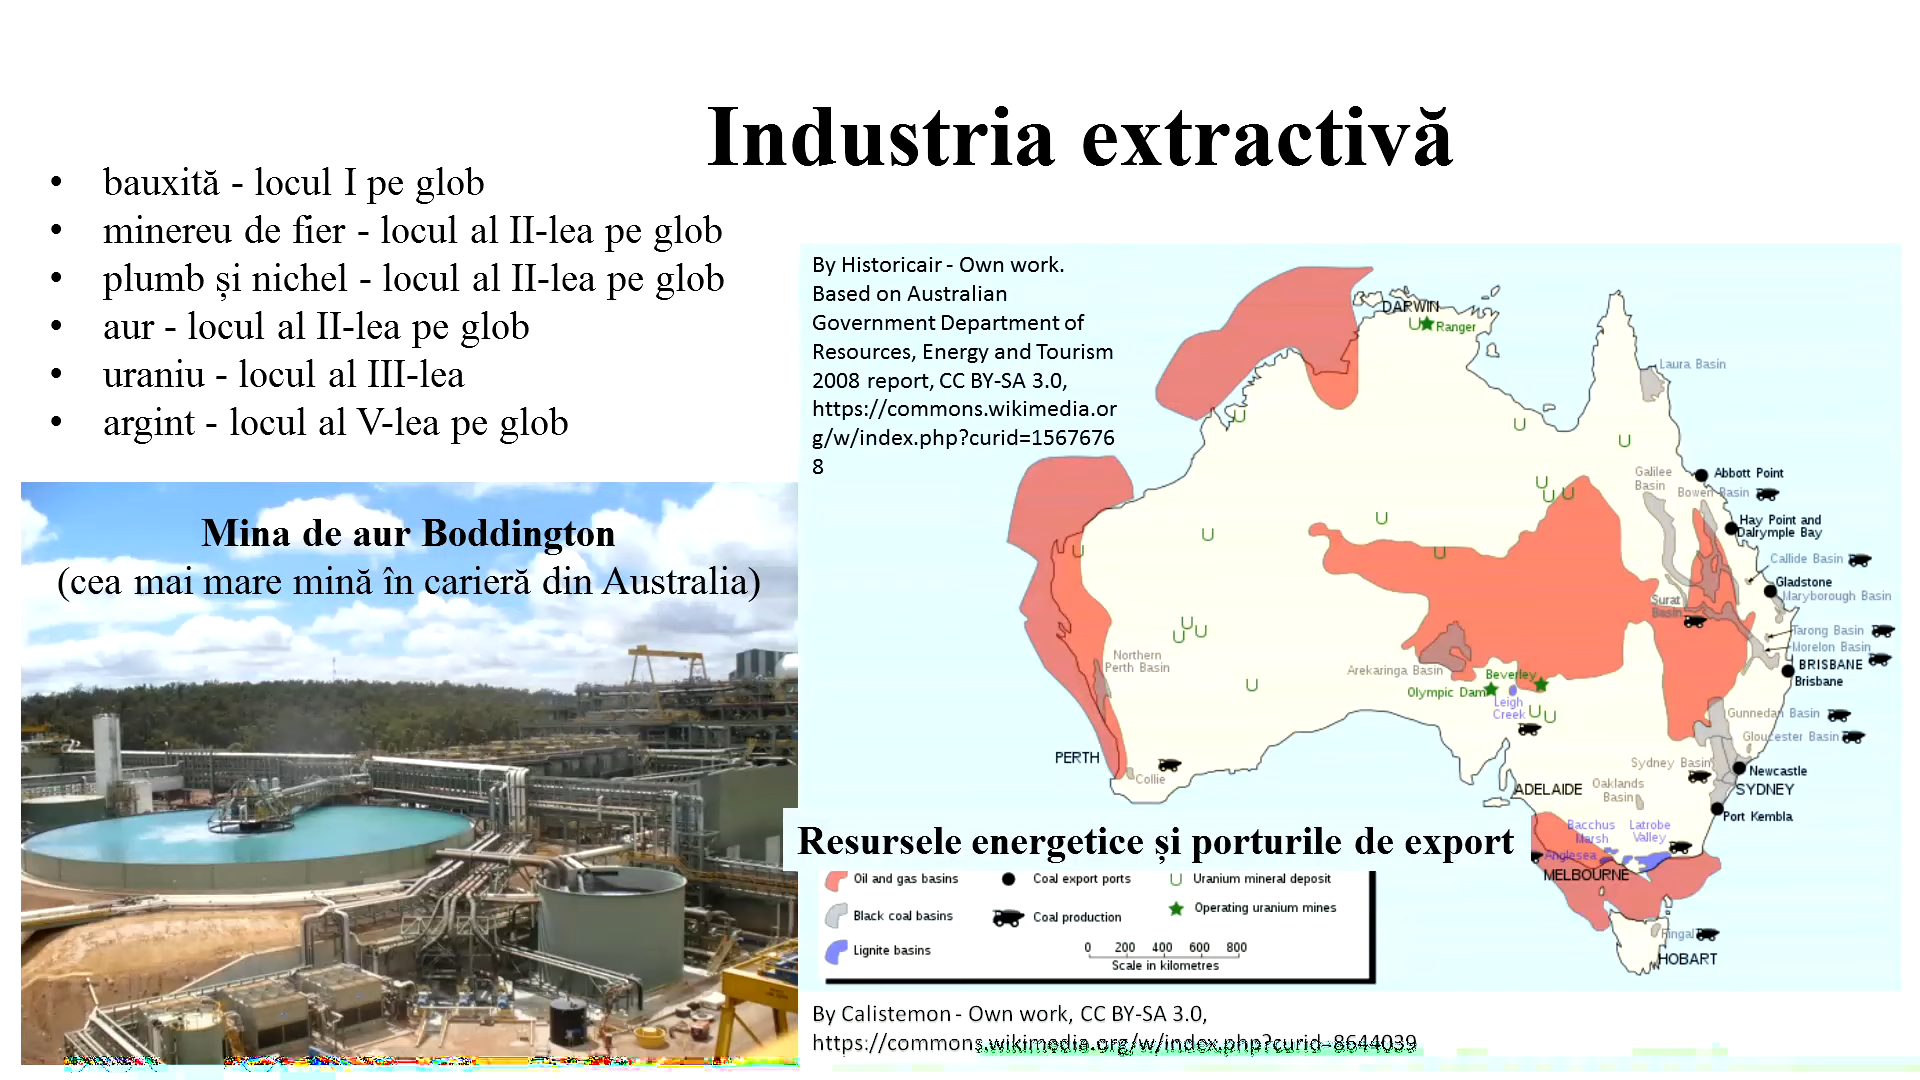 Industria extractivă
• bauxită - locul I pe glob
• minereu de fier - locul al II-lea pe glob
• plumb și nichel - locul al II-lea pe glob
• aur - locul al II-lea pe glob
• uraniu - locul al III-lea
• argint - locul al V-lea pe glob
Mina de aur Boddington
(cea mai mare mină în carieră din Australia)
By Historicair - Own work.
Based on Australian
Government Department of
Resources, Energy and Tourism
2008 report, CC BY-SA 3.0,
https://commons.wikimedia.or
g/w/index.php?curid=1567676
8
DARWIN
U Ranger
Laura Basin
U
U
U
Galilee
Basin
Abbott Point
Bowen Basin
U
U U
U
Hay Point and
Dalrymple Bay
U
U
U
Callide Basin
Gladstone
Maryborough Basin
Surat
Basin
U
U U
Tarong Basin
Morelon Basin
BRISBANE
Brisbane
Northern
Perth Basin
Arekaringa Basin
Beverley
Olympic Dam
U
Leigh
Creek
U U
Gunnedah Basin
Gloucester Basin
PERTH
Collie
Sydney Basin
Newcastle
SYDNEY
ADELAIDE
Oaklands
Basin
Port Kembla
Bacchus
Marsh
Latrobe
Valley
Anglesea
MELBOURNE
Fingal
HOBART
Resursele energetice și porturile de export
Oil and gas basins
Coal export ports
U Uranium mineral deposit
Black coal basins
Coal production
Operating uranium mines
Lignite basins
0 200 400 600 800
Scale in kilometres
By Calistemon - Own work, CC BY-SA 3.0,
https://commons.wikimedia.org/w/index.php?curid=8644039